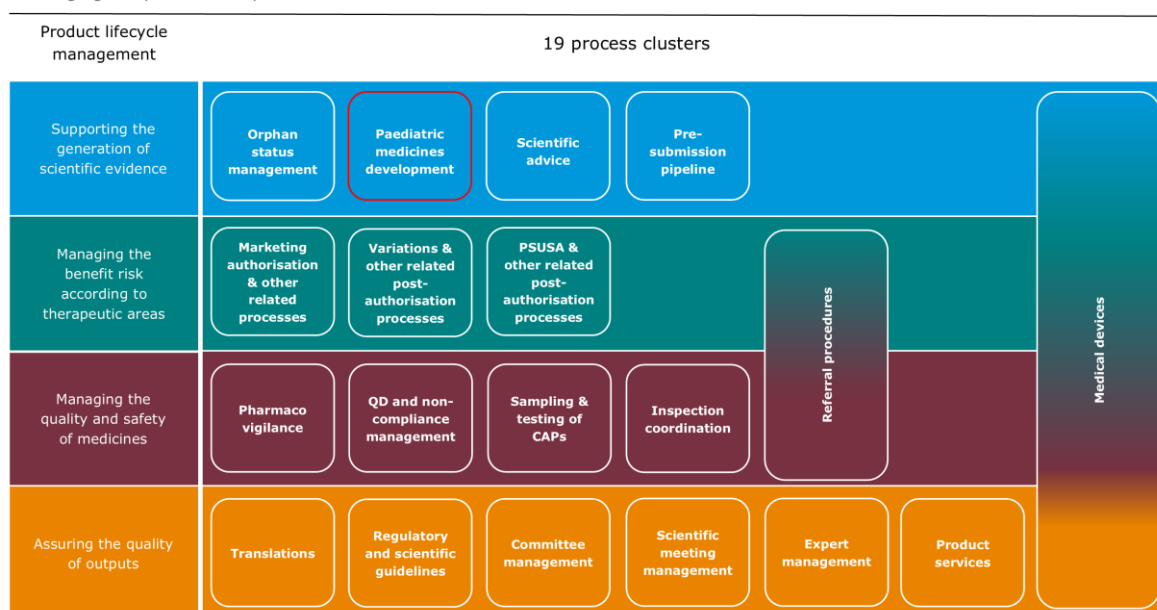 Product lifecycle
management
19 process clusters
Supporting the
generation of
scientific evidence
Orphan
status
management
Paediatric
medicines
development
Scientific
advice
Pre-
submission
pipeline
Managing the
benefit risk
according to
therapeutic areas
Marketing
authorisation
& other
related
processes
Variations &
other related
post-
authorisation
processes
PSUSA &
other related
post-
authorisation
processes
Referral procedures
Medical devices
Managing the
quality and safety
of medicines
Pharmaco
vigilance
QD and non-
compliance
management
Sampling &
testing of
CAPs
Inspection
coordination
Assuring the quality
of outputs
Translations
Regulatory
and scientific
guidelines
Committee
management
Scientific
meeting
management
Expert
management
Product
services